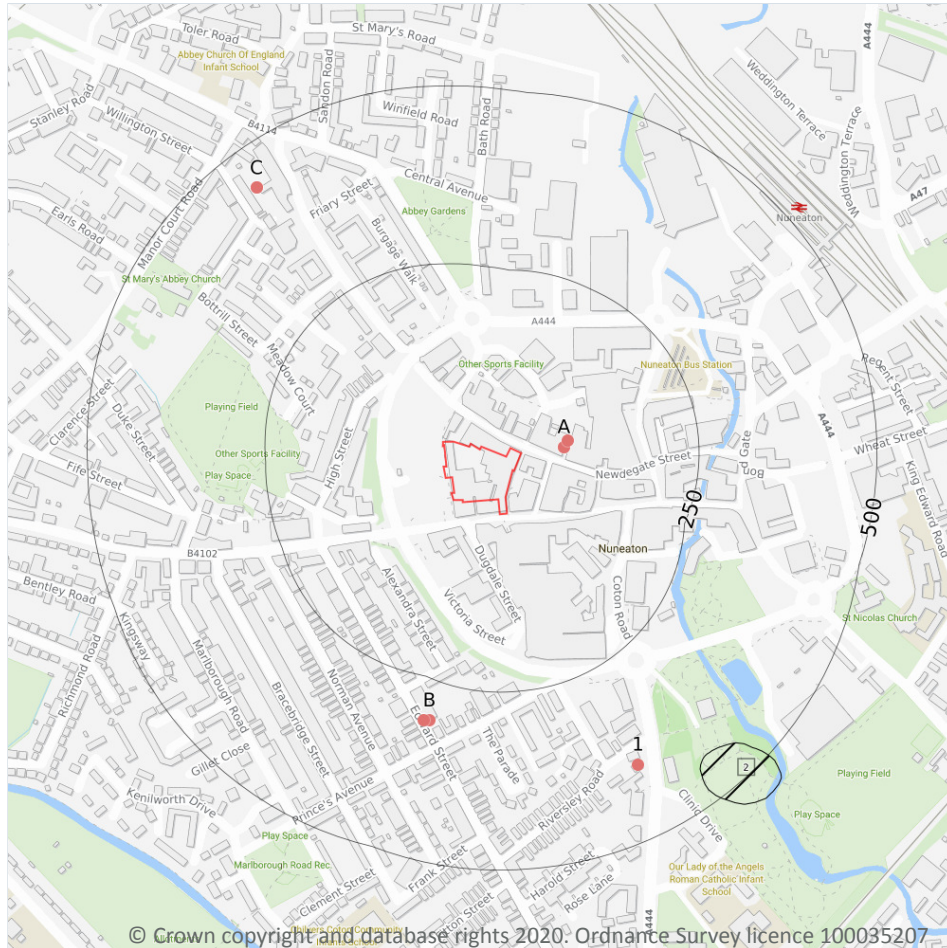 Toler Road
St Mary's Road
A444
Abbey Church Of England
Infant School
Sandon Road
Winfield Road
Bath Road
Weddington Terrace
Weddington Terrace
Stanley Road
Willington Street
B4114
C
Central Avenue
Friary Street
Abbey Gardens
A47
Nuneaton
Earls Road
Manor Court Road
Burgage Walk
St Mary's Abbey Church
Bottrill Street
A444
Meadow Court
Other Sports Facility
Nuneaton Bus Station
Regent Street
Clarence Street
Duke Street
Playing Field
High Street
A
A444
Wheat Street
Other Sports Facility
Play Space
Fife Street
Newdegate Street
Bond Gate
King Edward Road
250
500
B4102
Nuneaton
Bentley Road
Dugdale Street
Alexandra Street
Victoria Street
Coton Road
St Nicolas Church
Kingsway
Richmond Road
Marlborough Road
Bracebridge Street
Norman Avenue
B
Edward Street
The Parade
1
2
Gillet Close
Playing Field
Kenilworth Drive
Prince's Avenue
Riversley Road
Clinic Drive
Play Space
Play Space
Marlborough Road Rec.
Frank Street
Harold Street
Our Lady of the Angels
Roman Catholic Infant
School
Clement Street
Rose Lane
A444
© Crown copyright and database rights 2020. Ordnance Survey licence 100035207.